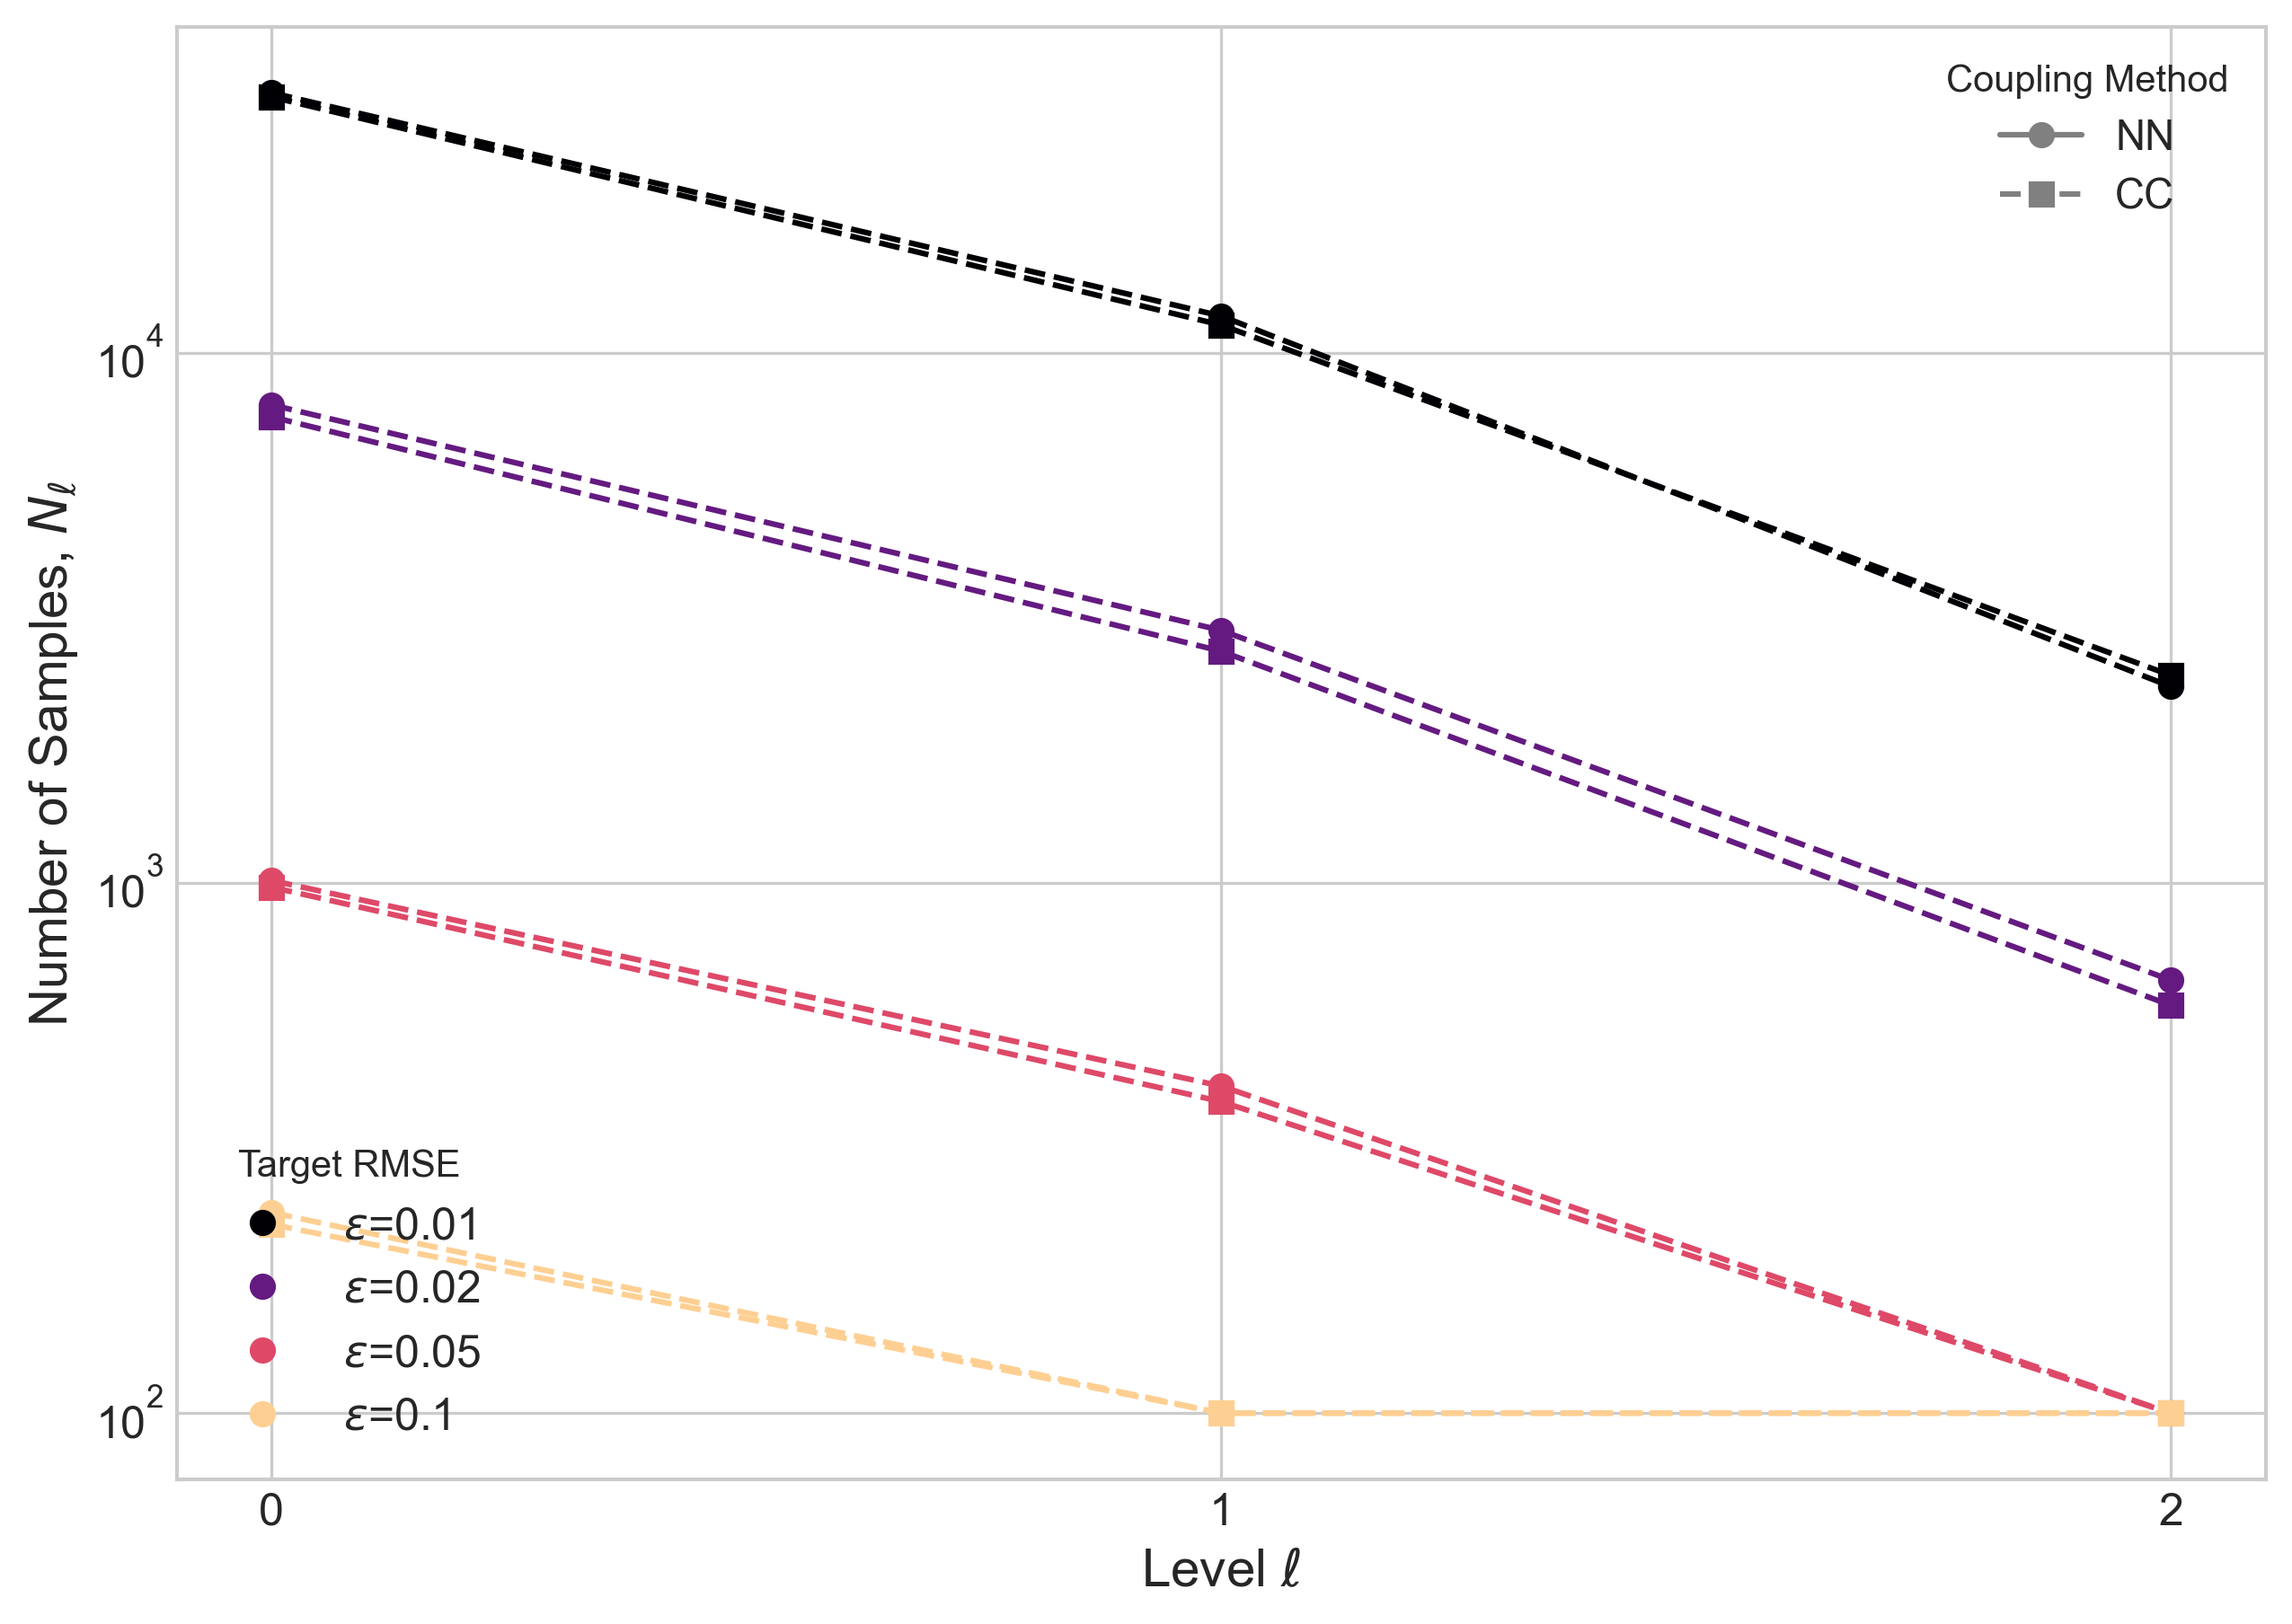 Coupling Method
NN
CC
10^4
10^3
10^2
Number of Samples, N_ℓ
Target RMSE
ε=0.01
ε=0.02
ε=0.05
ε=0.1
0 1 2
Level ℓ